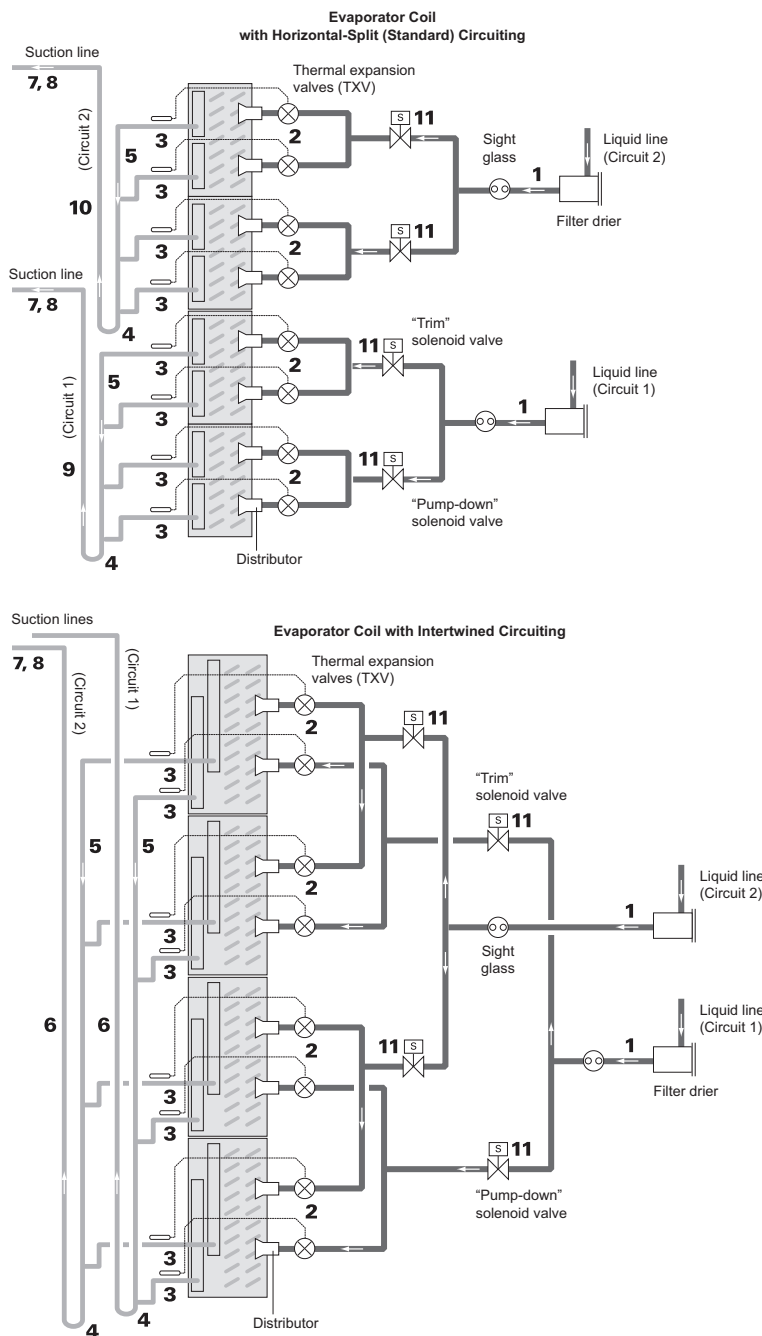 Evaporator Coil
with Horizontal-Split (Standard) Circuiting
Suction line
7, 8
Thermal expansion
valves (TXV)
(Circuit 2)
11
S
Sight
glass
Liquid line
(Circuit 2)
2
3
5
1
3
10
Filter drier
11
S
2
3
3
Suction line
7, 8
4
"Trim"
solenoid valve
11
S
Liquid line
(Circuit 1)
2
3
5
(Circuit 1)
3
1
11
S
9
2
3
"Pump-down"
solenoid valve
3
4
Distributor
Suction lines
Evaporator Coil with Intertwined Circuiting
7, 8
(Circuit 2)
(Circuit 1)
Thermal expansion
valves (TXV)
S
11
2
3
"Trim"
solenoid valve
3
S
11
5
5
2
Liquid line
(Circuit 2)
1
3
Sight
glass
3
6
6
2
11
S
Liquid line
(Circuit 1)
1
3
Filter drier
3
S
11
"Pump-down"
solenoid valve
2
3
3
4
4
Distributor